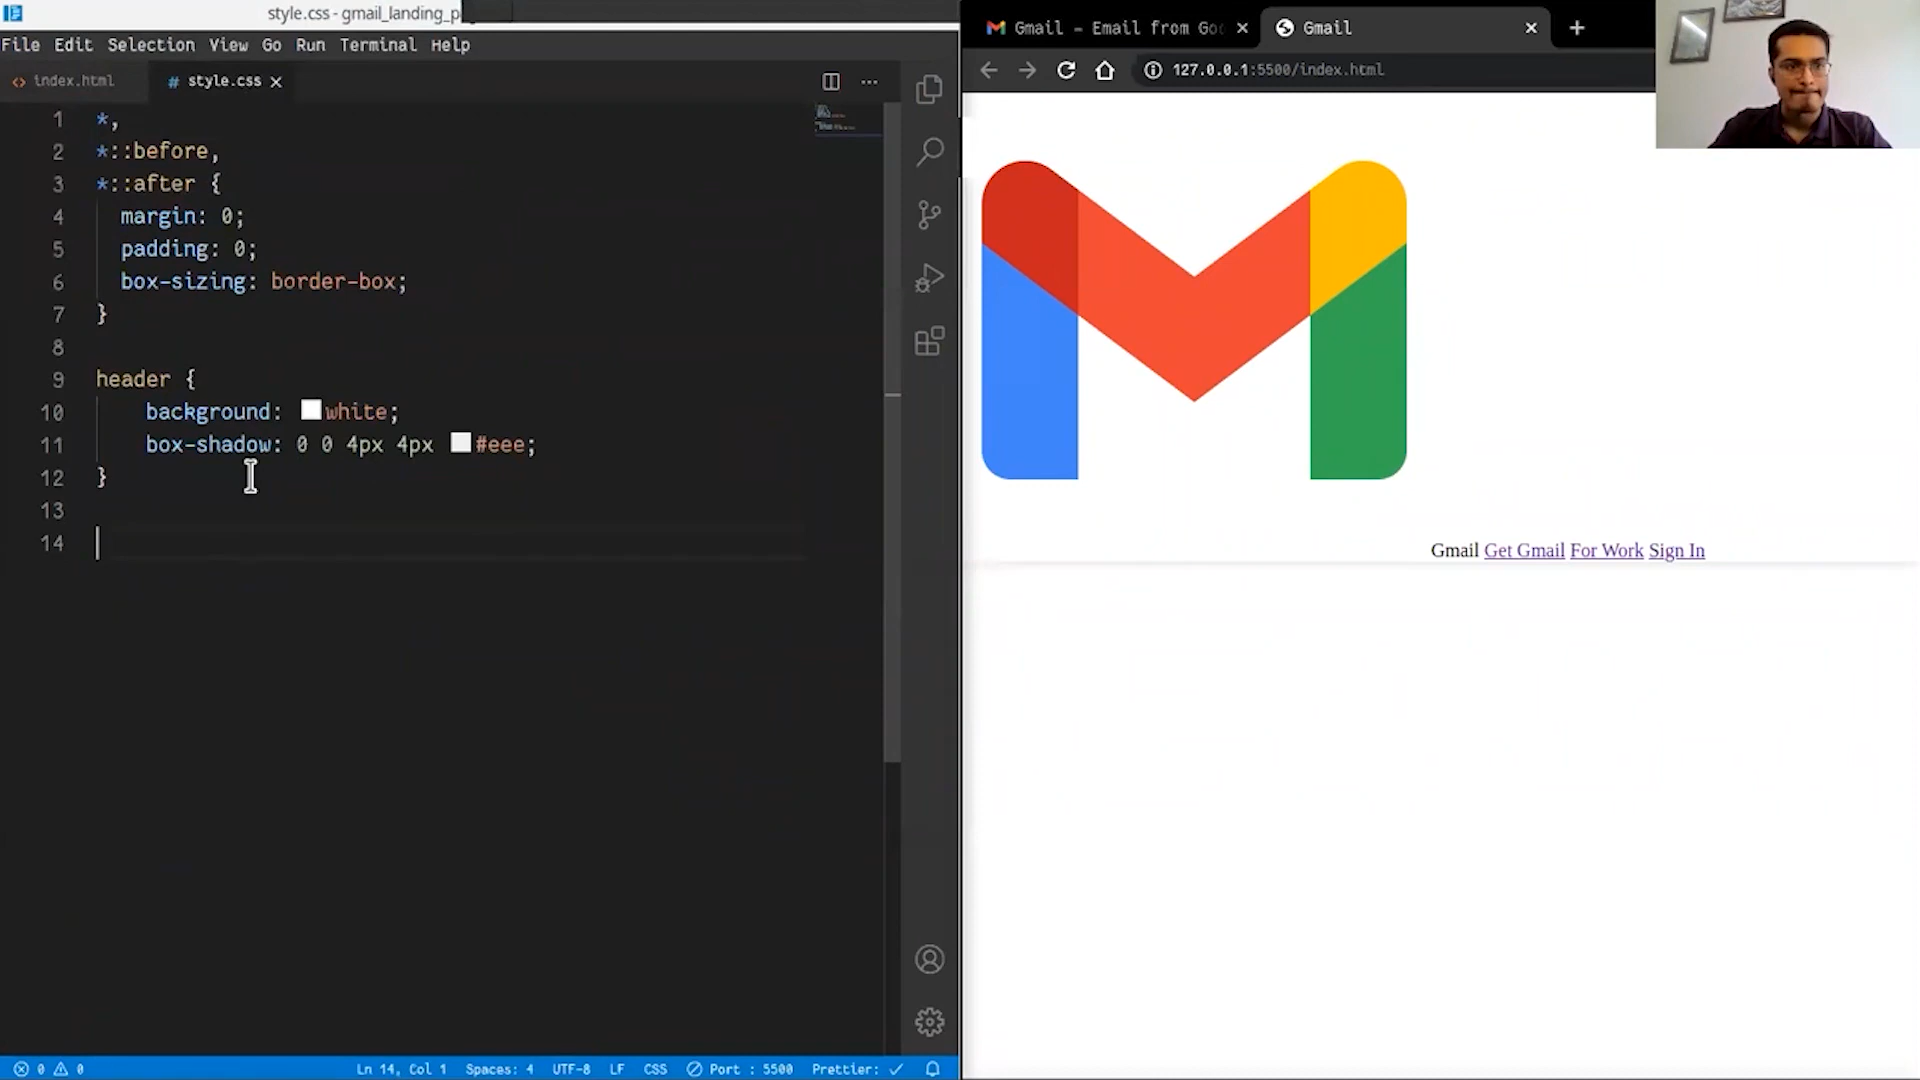 style.css - gmail_landing_p
File Edit Selection View Go Run Terminal Help
index.html
# style.css
1 *,
2 *::before,
3 *::after {
4 margin: 0;
5 padding: 0;
6 box-sizing: border-box;
7 }
8
9 header {
10 background: white;
11 box-shadow: 0 0 4px 4px #eee;
12 }
13
14
0 0 Ln 14, Col 1 Spaces: 4 UTF-8 LF CSS Port : 5500 Prettier: ✓
Gmail – Email from Goo
Gmail
127.0.0.1:5500/index.html
Gmail Get Gmail For Work Sign In